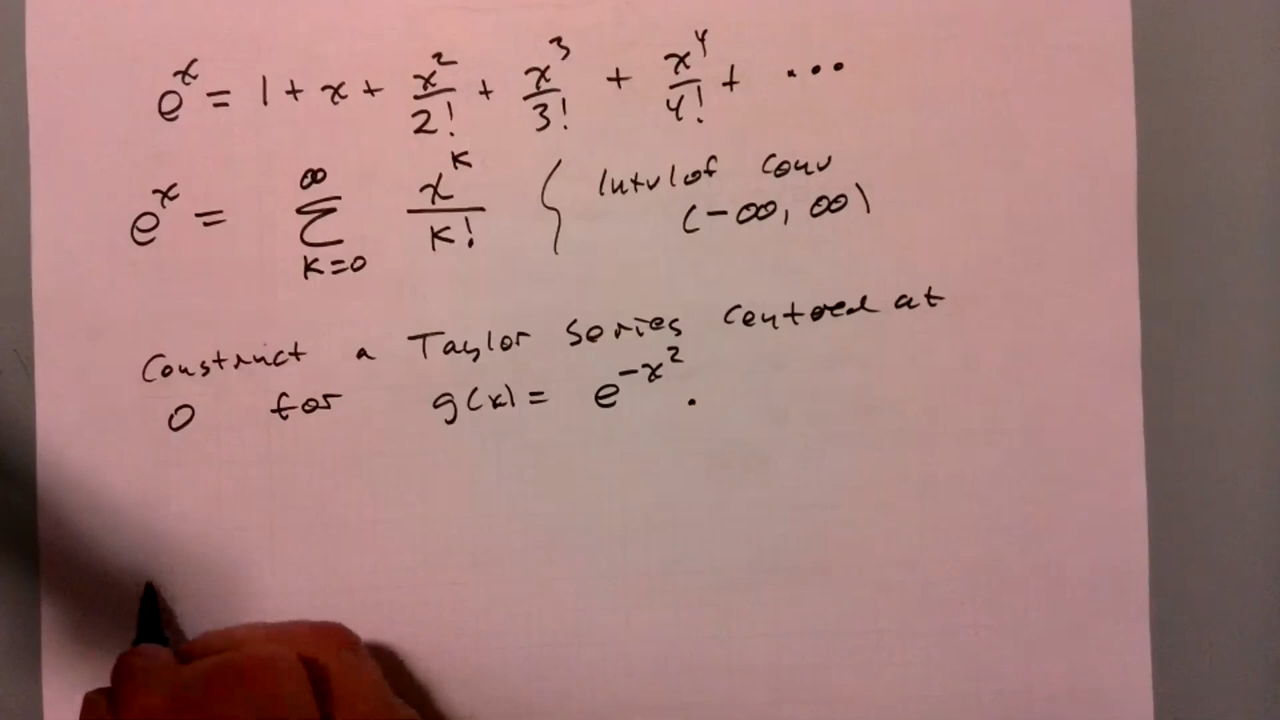 e^x = 1 + x + x^2/2! + x^3/3! + x^4/4! + ...
e^x = ∑_{k=0}^{∞} x^k/k! { Intvl of conv
(-∞, ∞)
Construct a Taylor series centered at
0 for g(x) = e^{-x^2}.